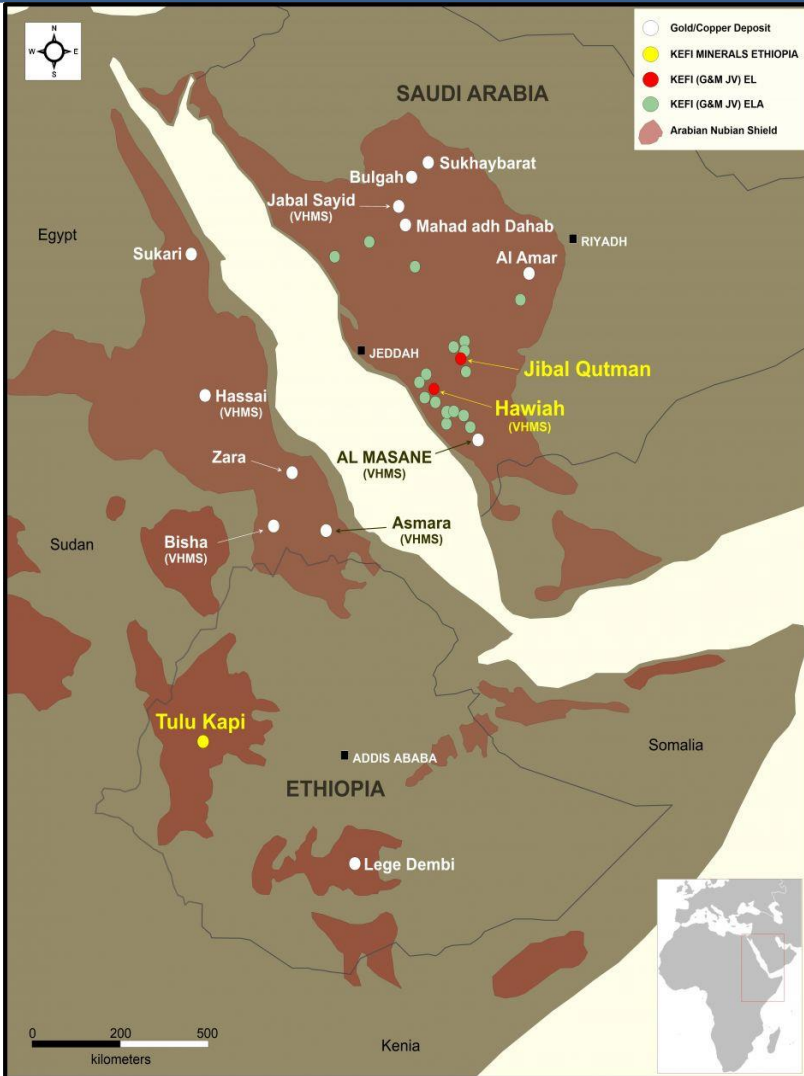 N
W E
S
Gold/Copper Deposit
KEFI MINERALS ETHIOPIA
KEFI (G&M JV) EL
KEFI (G&M JV) ELA
Arabian Nubian Shield
SAUDI ARABIA
Sukhaybarat
Bulgah
Jabal Sayid
(VHMS)
Mahad adh Dahab
Egypt
Sukari
RIYADH
Al Amar
JEDDAH
Jibal Qutman
Hassai
(VHMS)
Hawiah
(VHMS)
Zara
AL MASANE
(VHMS)
Sudan
Bisha
(VHMS)
Asmara
(VHMS)
Tulu Kapi
ADDIS ABABA
Somalia
ETHIOPIA
Lege Dembi
0 200 500
kilometers
Kenia